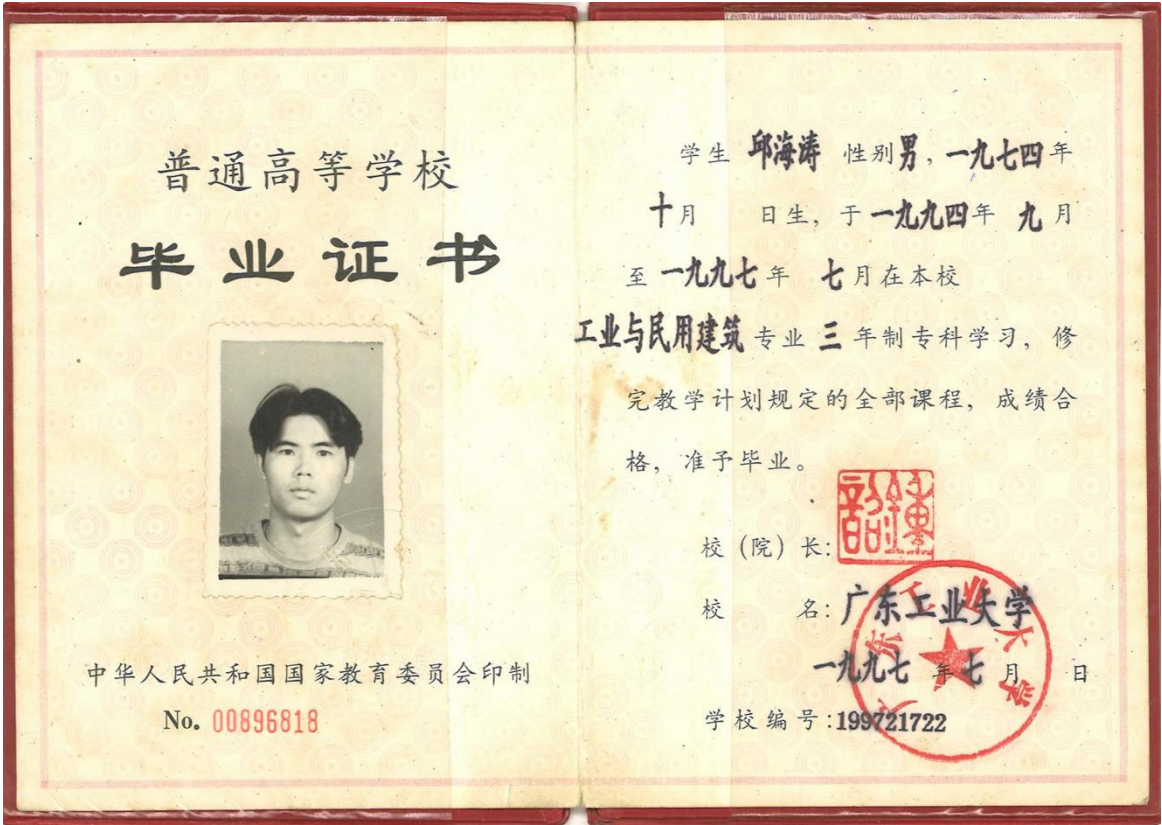 普通高等学校
毕业证书
中华人民共和国国家教育委员会印制
No. 00896818
学生 邱海涛 性别男，一九七四年
十月 日生，于一九九四年 九月
至一九九七年 七月在本校
工业与民用建筑专业 三 年制专科学习，修
完教学计划规定的全部课程，成绩合
格，准予毕业。
校（院）长：
校 名：广东工业大学
一九九七 年七月 日
学校编号：199721722
广东工业大学